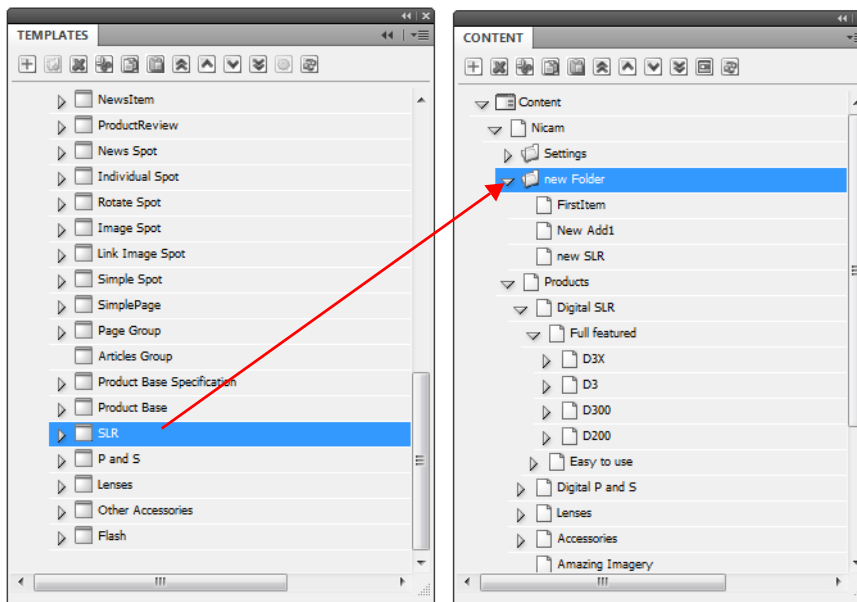 TEMPLATES
NewsItem
ProductReview
News Spot
Individual Spot
Rotate Spot
Image Spot
Link Image Spot
Simple Spot
SimplePage
Page Group
Articles Group
Product Base Specification
Product Base
SLR
P and S
Lenses
Other Accessories
Flash
CONTENT
Content
Nicam
Settings
new Folder
FirstItem
New Add1
new SLR
Products
Digital SLR
Full featured
D3X
D3
D300
D200
Easy to use
Digital P and S
Lenses
Accessories
Amazing Imagery